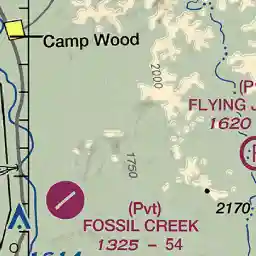 Camp Wood
2000
(P
FLYING J
1620
R
1750
(Pvt)
2170
FOSSIL CREEK
1325 - 54